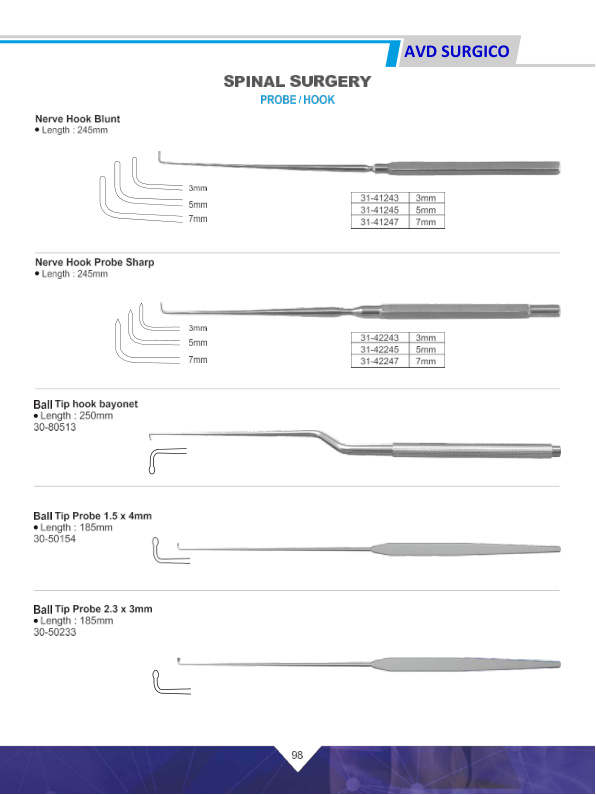 AVD SURGICO
SPINAL SURGERY
PROBE / HOOK
Nerve Hook Blunt
• Length : 245mm
3mm
5mm
7mm
31-41243 3mm
31-41245 5mm
31-41247 7mm
Nerve Hook Probe Sharp
• Length : 245mm
3mm
5mm
7mm
31-42243 3mm
31-42245 5mm
31-42247 7mm
Ball Tip hook bayonet
• Length : 250mm
30-80513
Ball Tip Probe 1.5 x 4mm
• Length : 185mm
30-50154
Ball Tip Probe 2.3 x 3mm
• Length : 185mm
30-50233
98